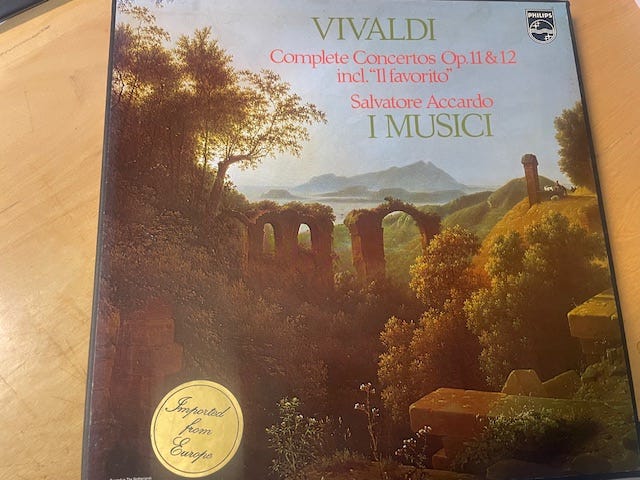 VIVALDI
PHILIPS
Complete Concertos Op.11 & 12
incl. "Il favorito"
Salvatore Accardo
I MUSICI
Imported
from
Europe